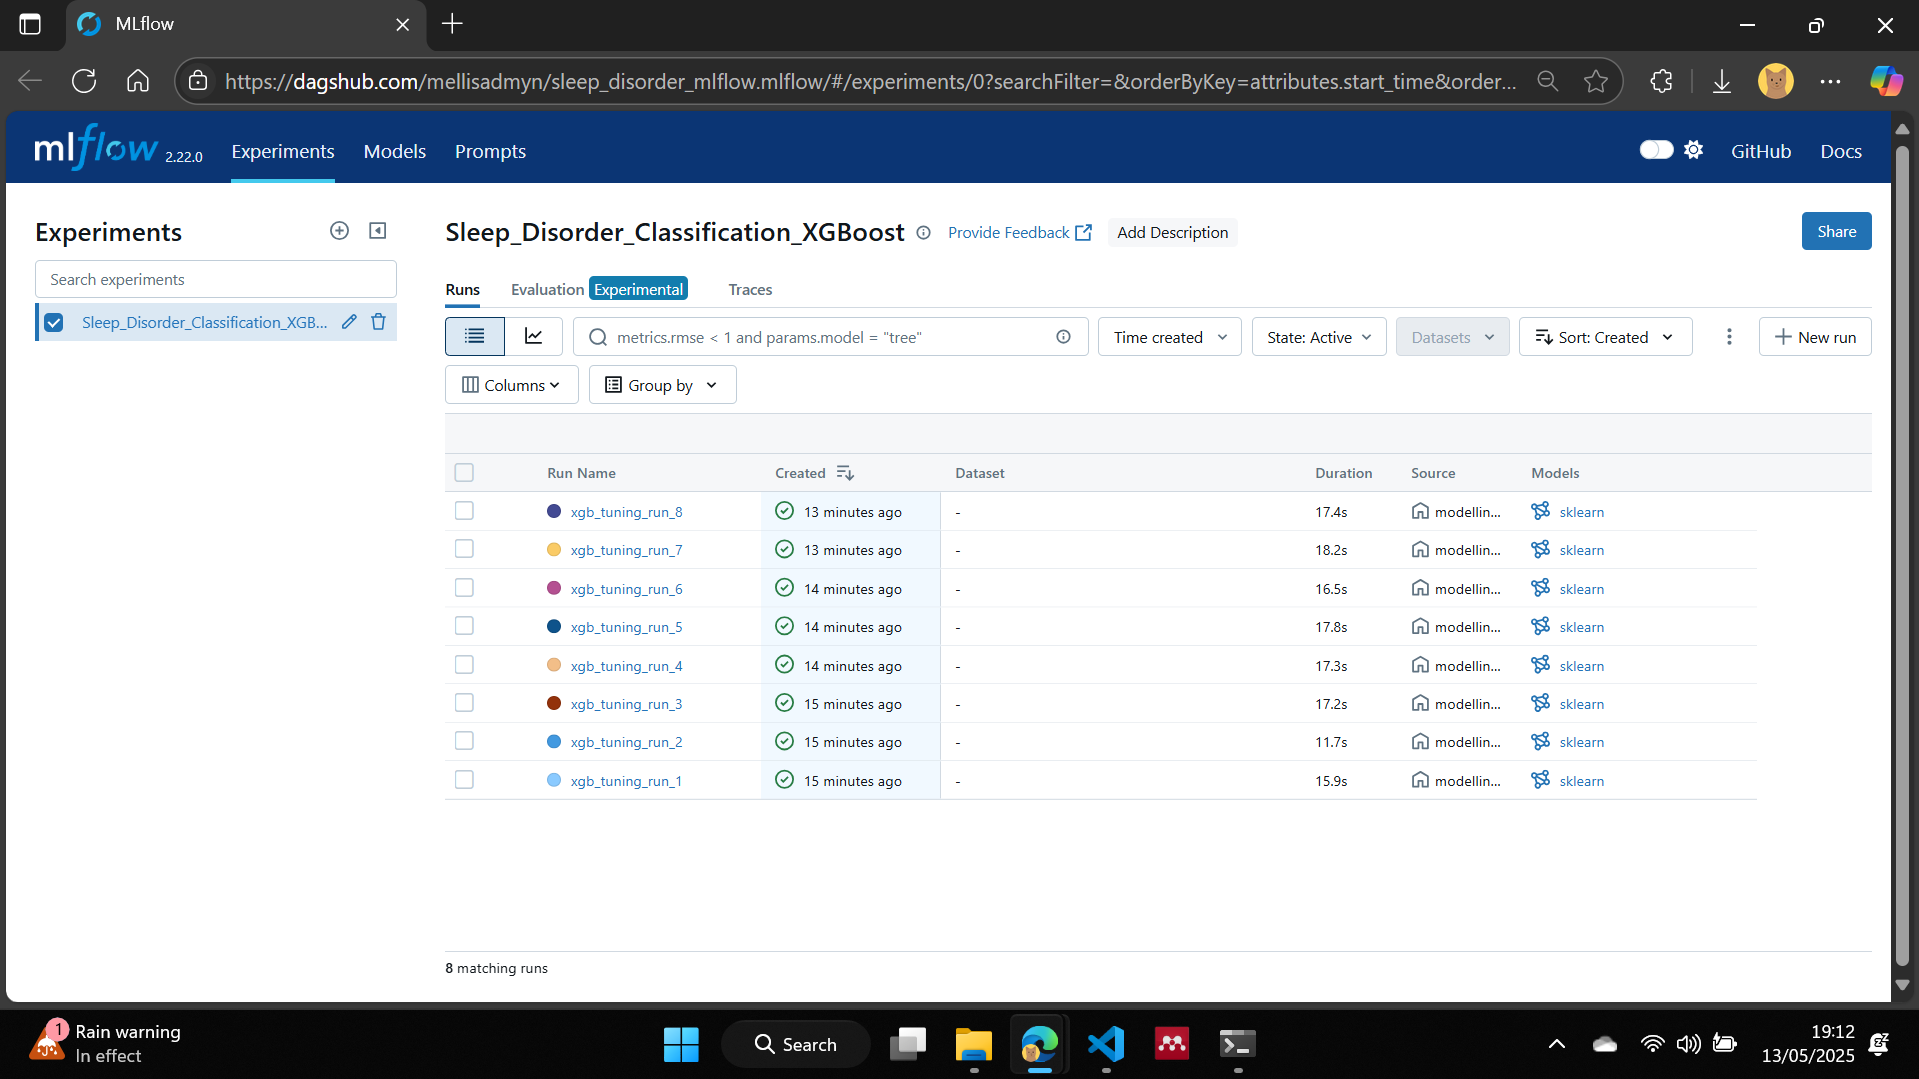 MLflow
https://dagshub.com/mellisadmyn/sleep_disorder_mlflow.mlflow/#/experiments/0?searchFilter=&orderByKey=attributes.start_time&order...
mlflow 2.22.0 Experiments Models Prompts GitHub Docs
Experiments
Search experiments
Sleep_Disorder_Classification_XGB...
Sleep_Disorder_Classification_XGBoost Provide Feedback Add Description Share
Runs Evaluation Experimental Traces
metrics.rmse < 1 and params.model = "tree" Time created State: Active Datasets Sort: Created New run
Columns Group by
Run Name Created Dataset Duration Source Models
xgb_tuning_run_8 13 minutes ago - 17.4s modellin... sklearn
xgb_tuning_run_7 13 minutes ago - 18.2s modellin... sklearn
xgb_tuning_run_6 14 minutes ago - 16.5s modellin... sklearn
xgb_tuning_run_5 14 minutes ago - 17.8s modellin... sklearn
xgb_tuning_run_4 14 minutes ago - 17.3s modellin... sklearn
xgb_tuning_run_3 15 minutes ago - 17.2s modellin... sklearn
xgb_tuning_run_2 15 minutes ago - 11.7s modellin... sklearn
xgb_tuning_run_1 15 minutes ago - 15.9s modellin... sklearn
8 matching runs
1 Rain warning
In effect
Search
19:12
13/05/2025